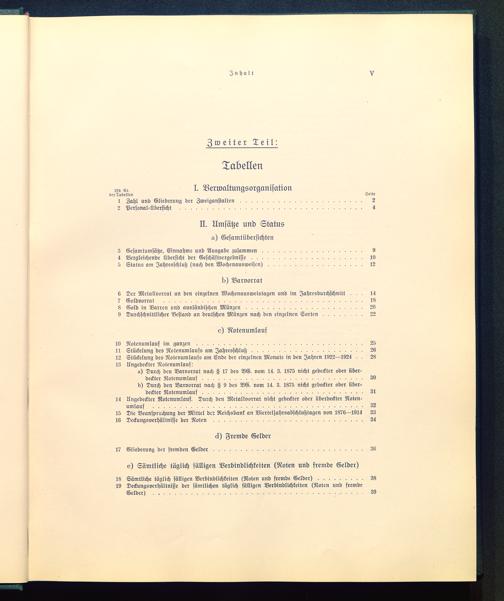 Inhalt V
Zweiter Teil:
Tabellen
I. Verwaltungsorganisation
Lfd. Nr.
der Tabellen Seite
1 Zahl und Gliederung der Zweiganstalten 2
2 Personal-Übersicht 4
II. Umsätze und Status
a) Gesamtübersichten
3 Gesamtumsätze, Einnahme und Ausgabe zusammen 9
4 Vergleichende Übersicht der Geschäftsergebnisse 10
5 Status am Jahresschluß (nach den Wochenausweisen) 12
b) Barvorrat
6 Der Metallvorrat an den einzelnen Wochenausweistagen und im Jahresdurchschnitt 14
7 Goldvorrat 18
8 Gold in Barren und ausländischen Münzen 20
9 Durchschnittlicher Bestand an deutschen Münzen nach den einzelnen Sorten 22
c) Notenumlauf
10 Notenumlauf im ganzen 25
11 Stückelung des Notenumlaufs am Jahresschluß 26
12 Stückelung des Notenumlaufs am Ende der einzelnen Monate in den Jahren 1922—1924 28
13 Ungedeckter Notenumlauf:
a) Durch den Barvorrat nach § 17 des BG. vom 14. 3. 1875 nicht gedeckter oder über-
deckter Notenumlauf 30
b) Durch den Barvorrat nach § 9 des BG. vom 14. 3. 1875 nicht gedeckter oder über-
deckter Notenumlauf 31
14 Ungedeckter Notenumlauf. Durch den Metallvorrat nicht gedeckter oder überdeckter Noten-
umlauf 32
15 Die Beanspruchung der Mittel der Reichsbank an Vierteljahrsabschlußtagen von 1876—1914 33
16 Deckungsverhältnisse der Noten 34
d) Fremde Gelder
17 Gliederung der fremden Gelder 36
e) Sämtliche täglich fälligen Verbindlichkeiten (Noten und fremde Gelder)
18 Sämtliche täglich fälligen Verbindlichkeiten (Noten und fremde Gelder) 38
19 Deckungsverhältnisse der sämtlichen täglich fälligen Verbindlichkeiten (Noten und fremde
Gelder) 39